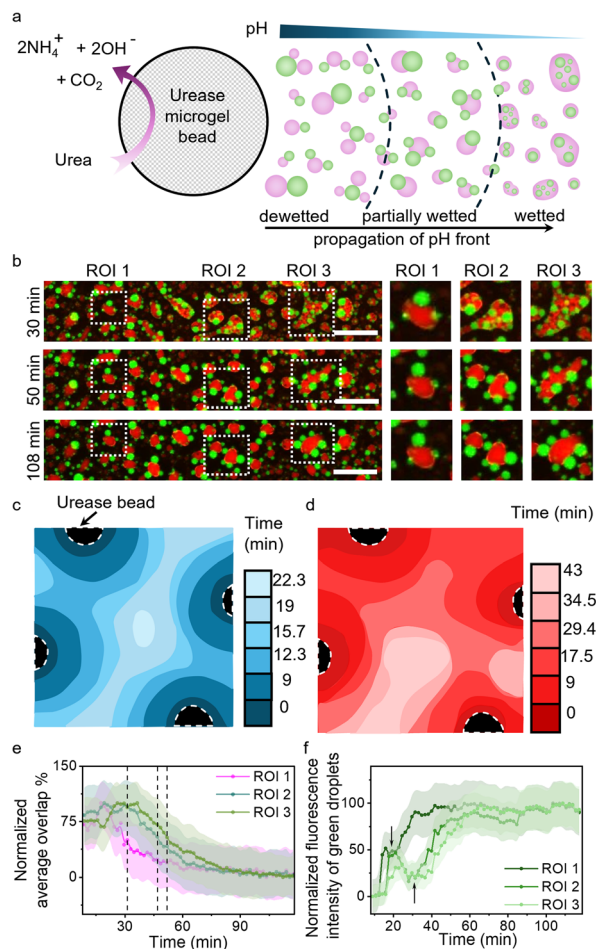 a
pH
2NH4+ + 2OH-
+ CO2
Urease
microgel
bead
Urea
dewetted
partially wetted
wetted
propagation of pH front
b
ROI 1
ROI 2
ROI 3
ROI 1
ROI 2
ROI 3
30 min
50 min
108 min
c
Urease bead
Time
(min)
22.3
19
15.7
12.3
9
0
d
Time (min)
43
34.5
29.4
17.5
9
0
e
Normalized
average overlap %
150
75
0
30
60
90
Time (min)
ROI 1
ROI 2
ROI 3
f
Normalized fluorescence
intensity of green droplets
150
100
50
0
20
40
60
80
100
Time (min)
ROI 1
ROI 2
ROI 3